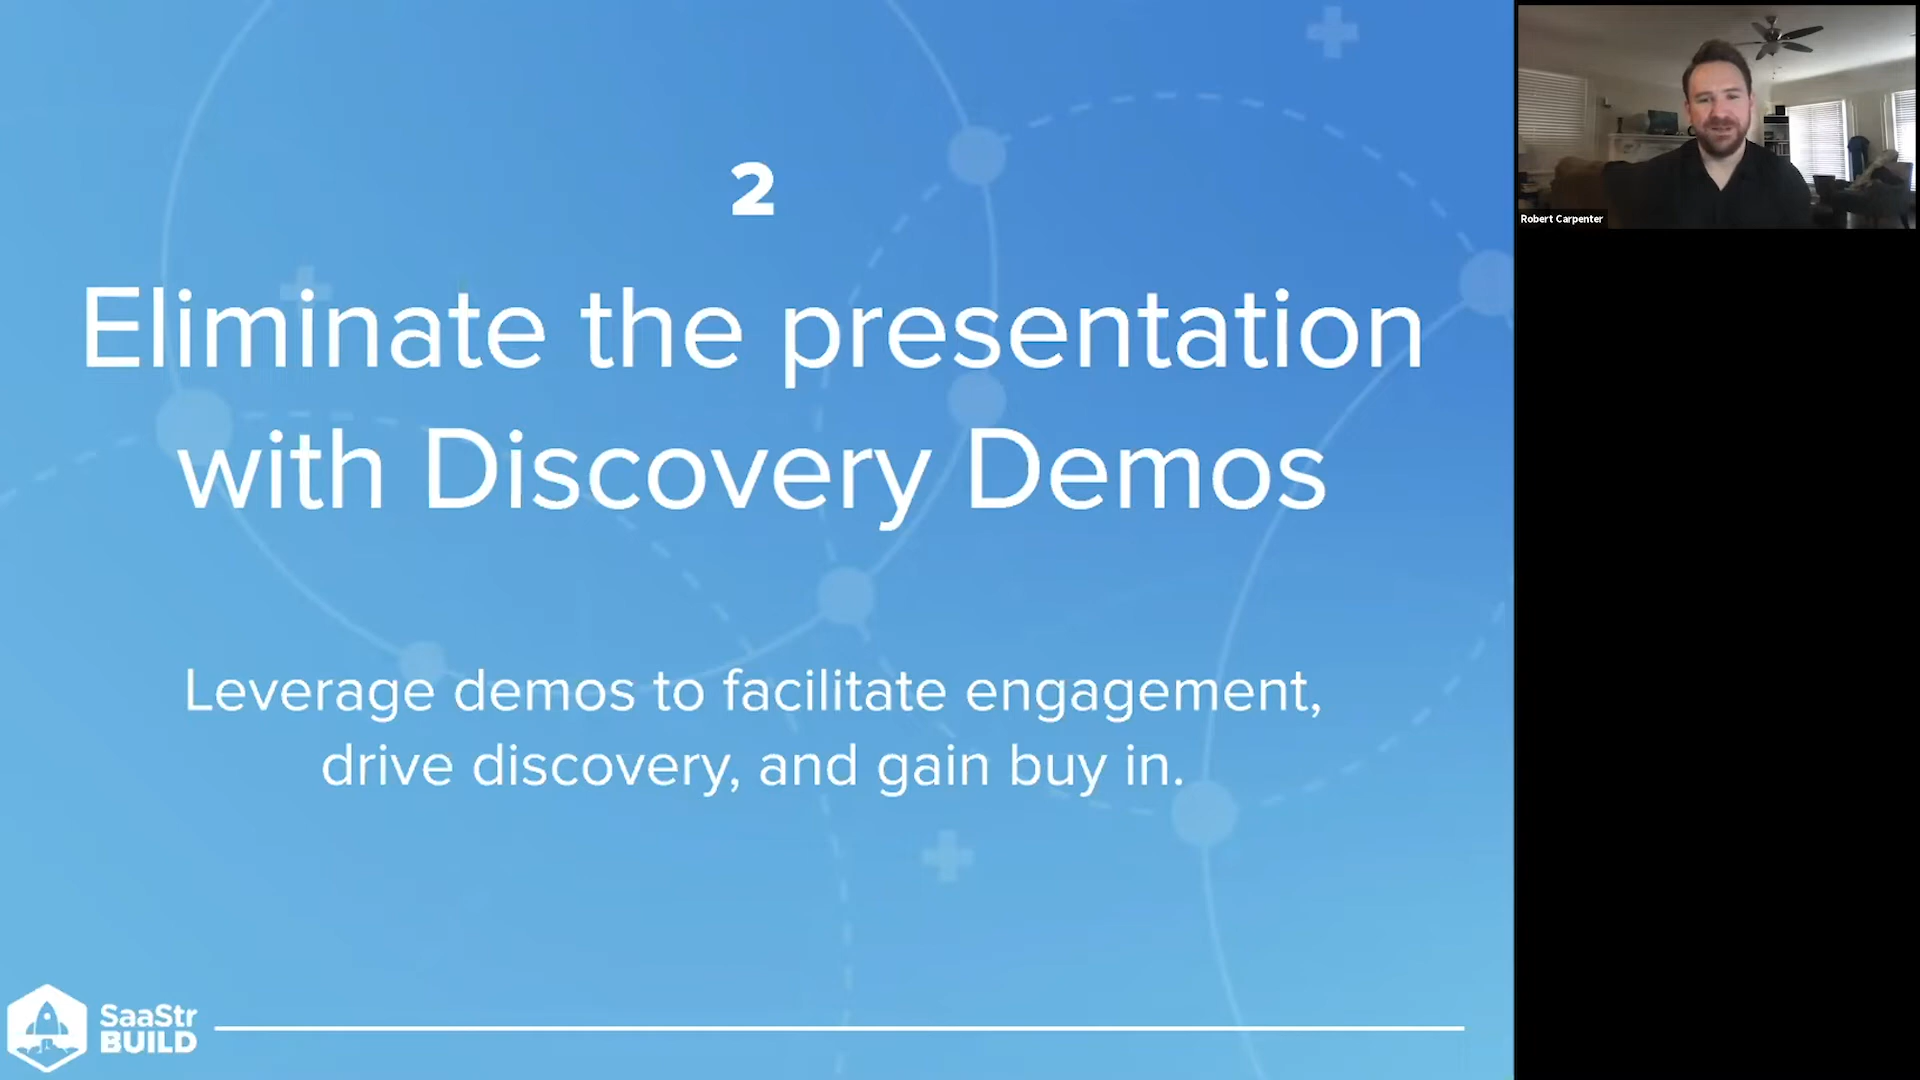 2
Eliminate the presentation
with Discovery Demos
Leverage demos to facilitate engagement,
drive discovery, and gain buy in.
SaaStr
BUILD
Robert Carpenter